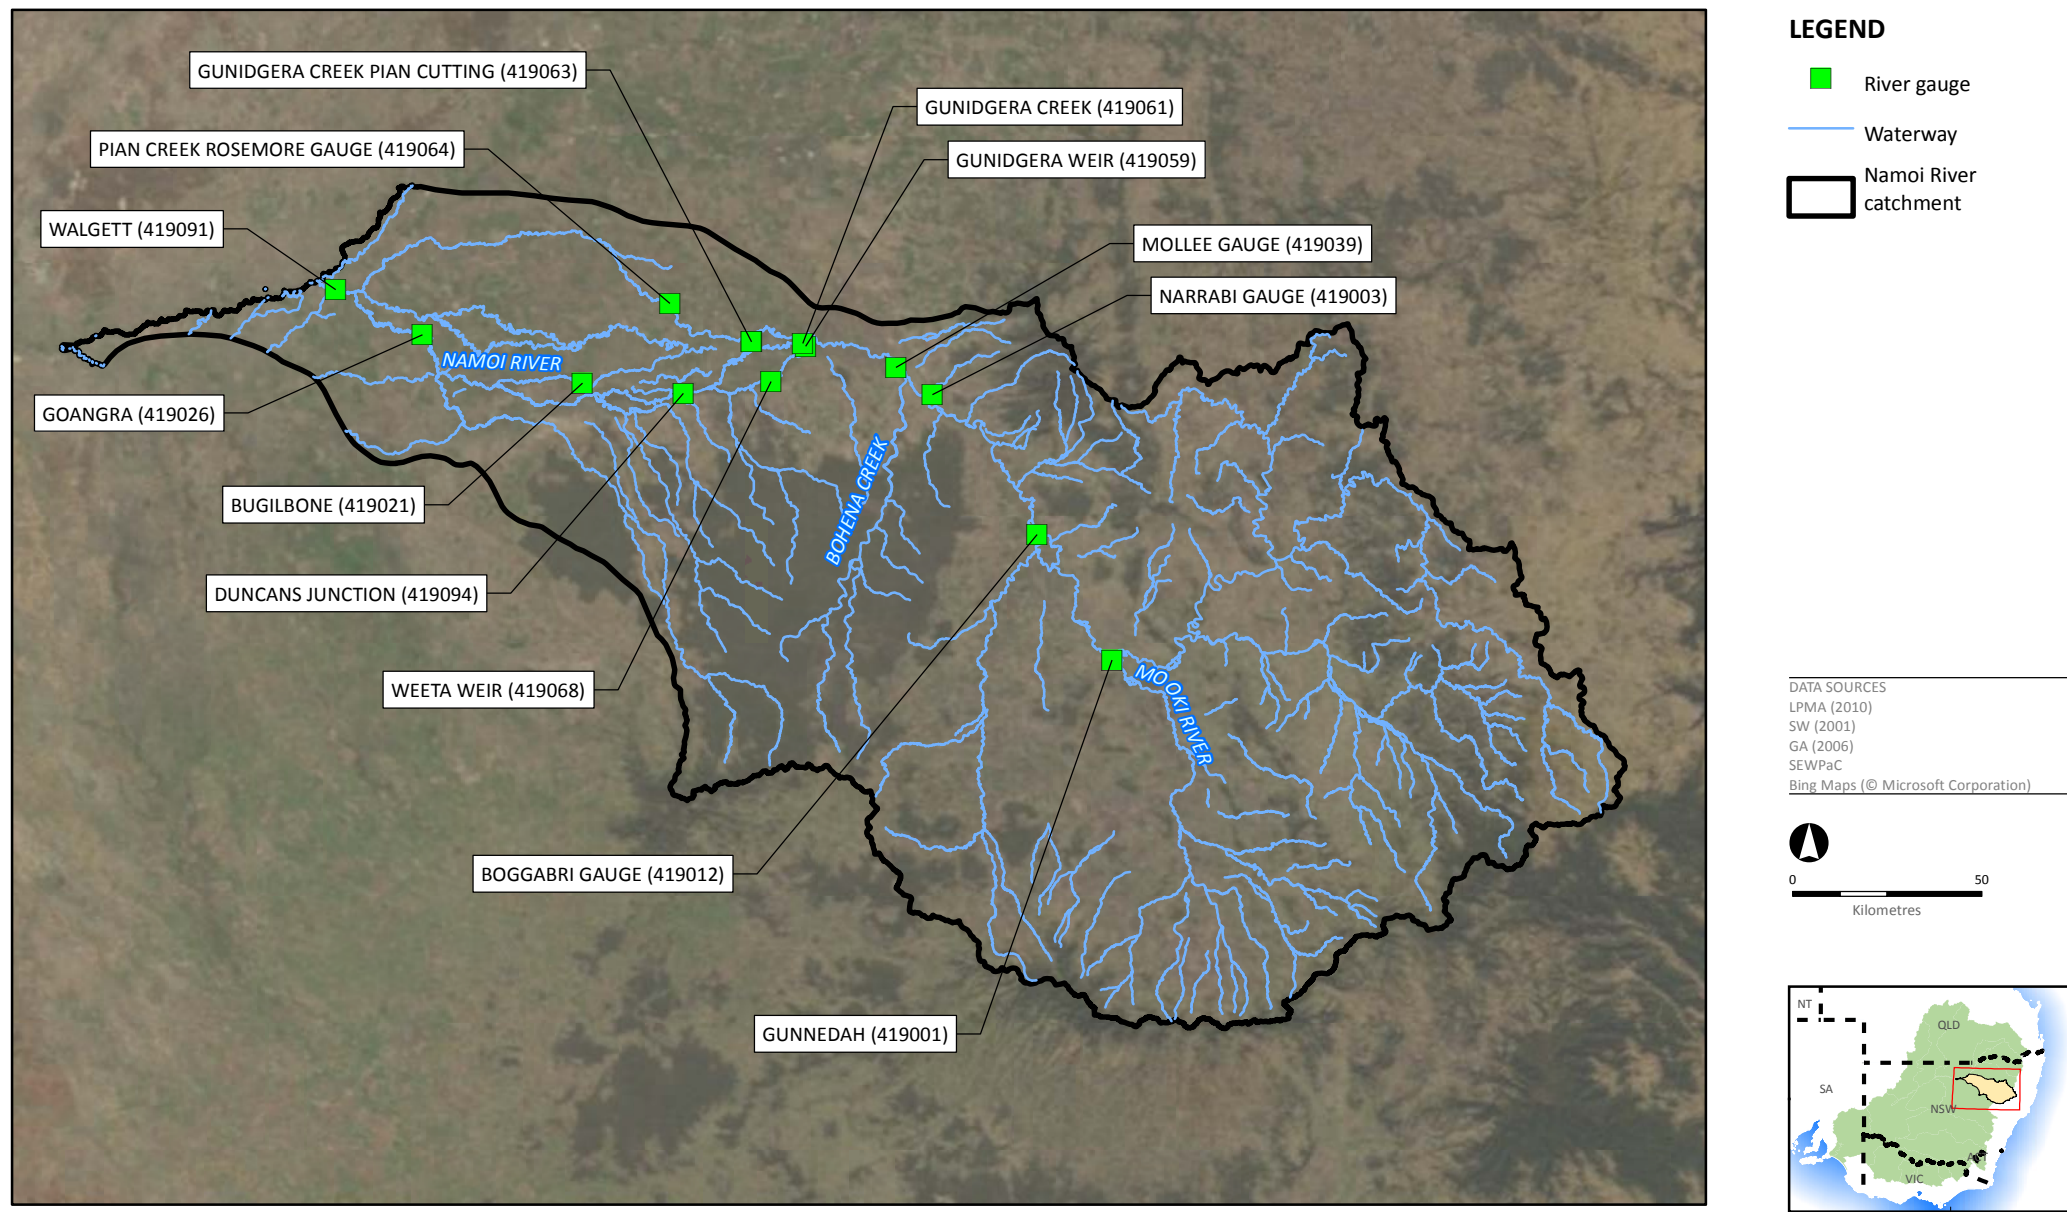 GUNIDGERA CREEK PIAN CUTTING (419063)
GUNIDGERA CREEK (419061)
PIAN CREEK ROSEMORE GAUGE (419064)
GUNIDGERA WEIR (419059)
WALGETT (419091)
MOLLEE GAUGE (419039)
NARRABI GAUGE (419003)
NAMOI RIVER
GOANGRA (419026)
BOHENA CREEK
BUGILBONE (419021)
DUNCANS JUNCTION (419094)
WEETA WEIR (419068)
MOOKI RIVER
BOGGABRI GAUGE (419012)
GUNNEDAH (419001)
LEGEND
River gauge
Waterway
Namoi River
catchment
DATA SOURCES
LPMA (2010)
SW (2001)
GA (2006)
SEWPaC
Bing Maps (© Microsoft Corporation)
0 50
Kilometres
NT
QLD
SA
NSW
VIC